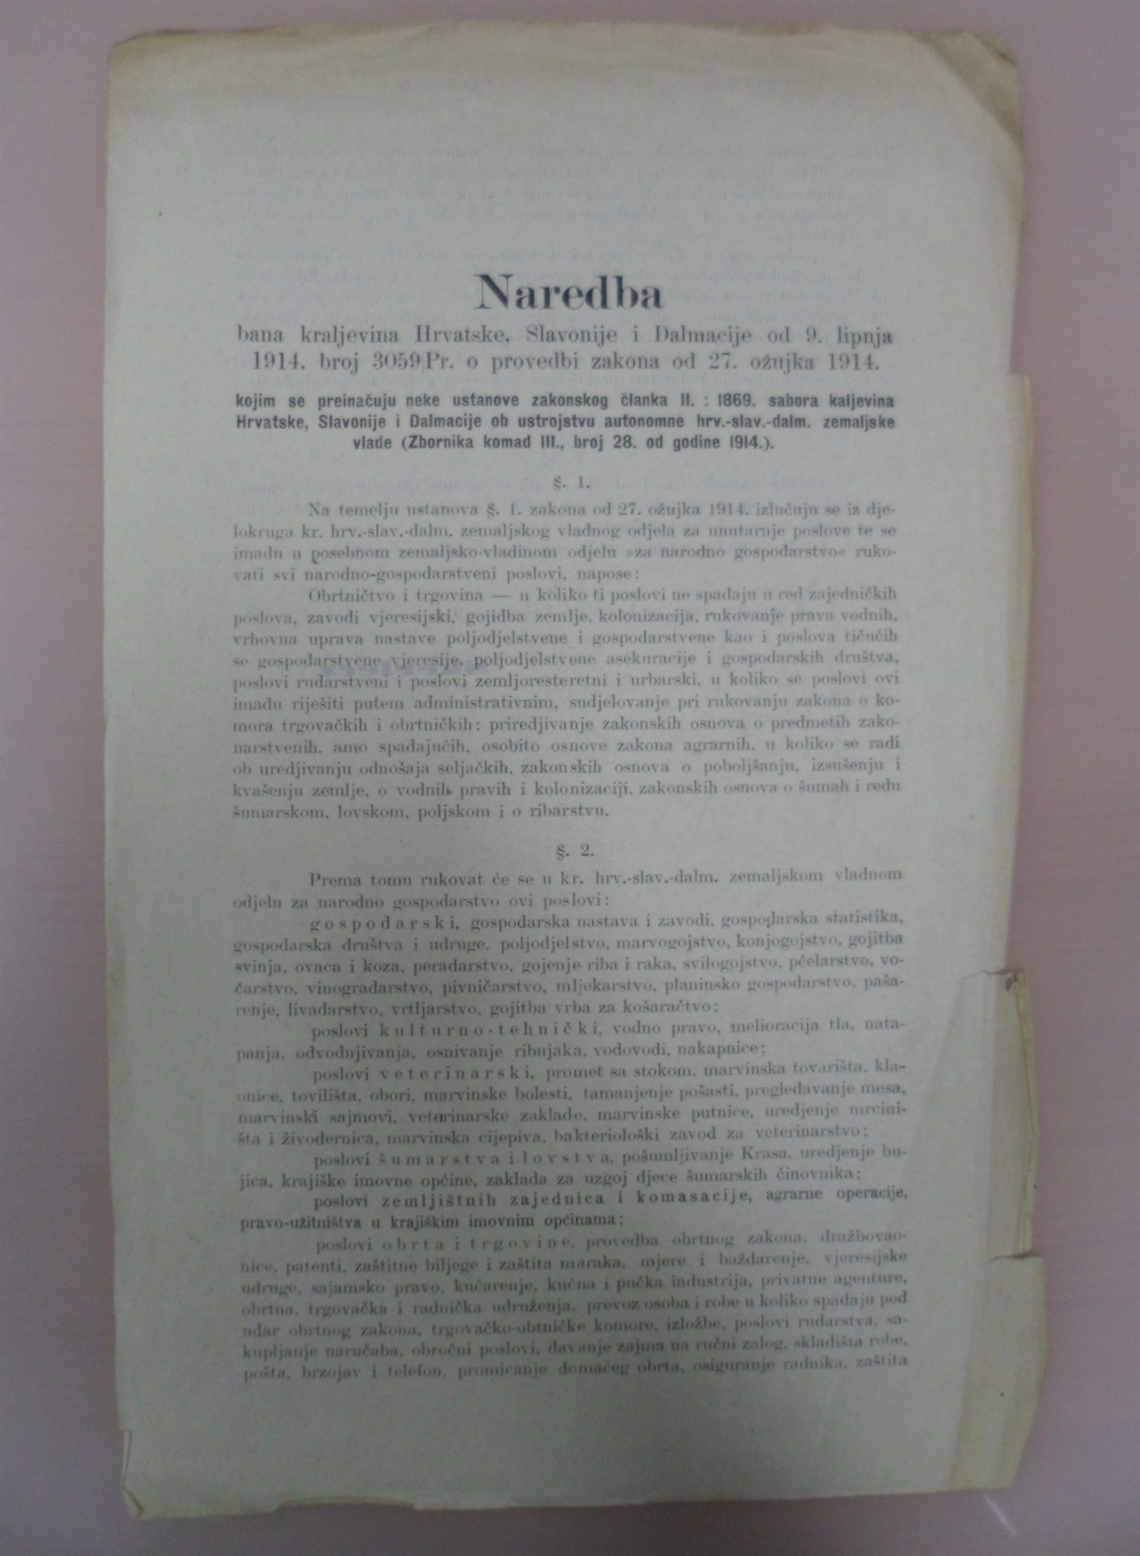 Naredba
bana kraljevina Hrvatske, Slavonije i Dalmacije od 9. lipnja
1914. broj 3059|Pr. o provedbi zakona od 27. ožujka 1914.
kojim se preinačuju neke ustanove zakonskog članka II. : 1869. sabora kaljevina
Hrvatske, Slavonije i Dalmacije ob ustrojstvu autonomne hrv.-slav.-dalm. zemaljske
vlade (Zbornika komad III., broj 28. od godine 1914.).
§. 1.
Na temelju ustanova §. 1. zakona od 27. ožujka 1914. izlučuju se iz dje-
lokruga kr. hrv.-slav.-dalm. zemaljskog vladnog odjela za unutarnje poslove te se
imadu u posebnom zemaljsko-vladinom odjelu »za narodno gospodarstvo« ruko-
vati svi narodno-gospodarstveni poslovi, napose:
Obrtničtvo i trgovina — u koliko ti poslovi ne spadaju u red zajedničkih
poslova, zavodi vjeresijski, gojidba zemlje, kolonizacija, rukovanje prava vodnih,
vrhovna uprava nastave poljodjelstvene i gospodarstvene kao i poslova tičućih
se gospodarstvene vjeresije, poljodjelstvene asekuracije i gospodarskih društva,
poslovi rudarstveni i poslovi zemljoresteretni i urbarski, u koliko se poslovi ovi
imadu riješiti putem administrativnim, sudjelovanje pri rukovanju zakona o ko-
mora trgovačkih i obrtničkih; priredjivanje zakonskih osnova o predmetih zako-
narstvenih, amo spadajućih, osobito osnove zakona agrarnih, u koliko se radi
ob uredjivanju odnošaja seljačkih, zakonskih osnova o poboljšanju, izsušenju i
kvašenju zemlje, o vodnih pravih i kolonizaciji, zakonskih osnova o šumah i redu
šumarskom, lovskom, poljskom i o ribarstvu.
§. 2.
Prema tomu rukovat će se u kr. hrv.-slav.-dalm. zemaljskom vladnom
odjelu za narodno gospodarstvo ovi poslovi:
gospodarski, gospodarska nastava i zavodi, gospodarska statistika,
gospodarska društva i udruge, poljodjelstvo, marvogojstvo, konjogojstvo, gojitba
svinja, ovaca i koza, peradarstvo, gojenje riba i raka, svilogojstvo, pčelarstvo, vo-
ćarstvo, vinogradarstvo, pivničarstvo, mljekarstvo, planinsko gospodarstvo, paša-
renje, livadarstvo, vrtljarstvo, gojitba vrba za košaračtvo;
poslovi kulturno-tehnički, vodno pravo, melioracija tla, nata-
panja, odvodnjivanja, osnivanje ribnjaka, vodovodi, nakapnice;
poslovi veterinarski, promet sa stokom, marvinska tovarišta, kla-
onice, tovilišta, obori, marvinske bolesti, tamanjenje pošasti, pregledavanje mesa,
marvinski sajmovi, veterinarske zaklade, marvinske putnice, uredjenje mrcini-
šta i živodernica, marvinska cijepiva, bakteriološki zavod za veterinarstvo;
poslovi šumarstva i lovstva, pošumljivanje Krasa, uredjenje bu-
jica, krajiške imovne općine, zaklada za uzgoj djece šumarskih činovnika;
poslovi zemljištnih zajednica i komasacije, agrarne operacije,
pravo-užitništva u krajiškim imovnim općinama;
poslovi obrta i trgovine, provedba obrtnog zakona, dražbovao-
nice, patenti, zaštitne biljege i zaštita maraka, mjere i baždarenje, vjeresijske
udruge, sajamsko pravo, kućarenje, kućna i pučka industrija, privatne agenture,
obrtna, trgovačka i radnička udruženja, prevoz osoba i robe u koliko spadaju pod
udar obrtnog zakona, trgovačko-obtničke komore, izložbe, poslovi rudarstva, sa-
kupljanje naručaba, obročni poslovi, davanje zajma na ručni zalog, skladišta robe,
pošta, brzojav i telefon, promicanje domaćeg obrta, osiguranje radnika, zaštita